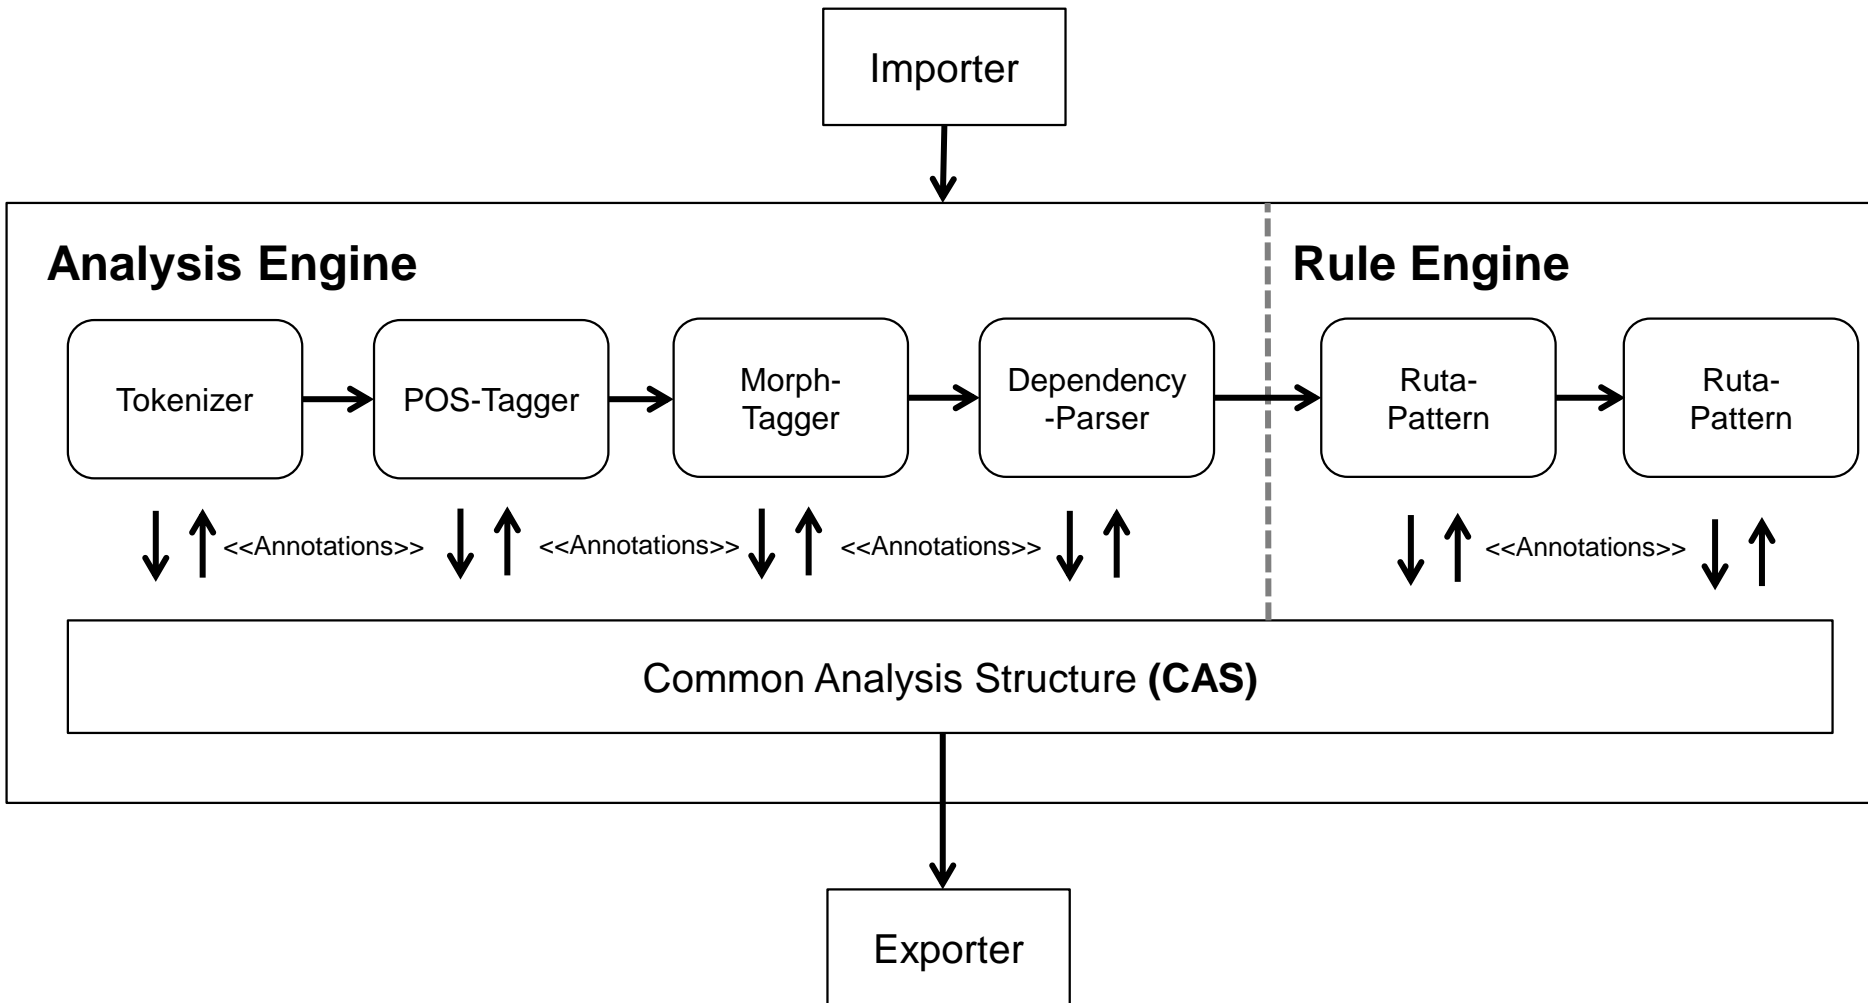 Importer
Analysis Engine
Rule Engine
Tokenizer
POS-Tagger
Morph-
Tagger
Dependency
-Parser
Ruta-
Pattern
Ruta-
Pattern
<<Annotations>>
<<Annotations>>
<<Annotations>>
<<Annotations>>
Common Analysis Structure (CAS)
Exporter